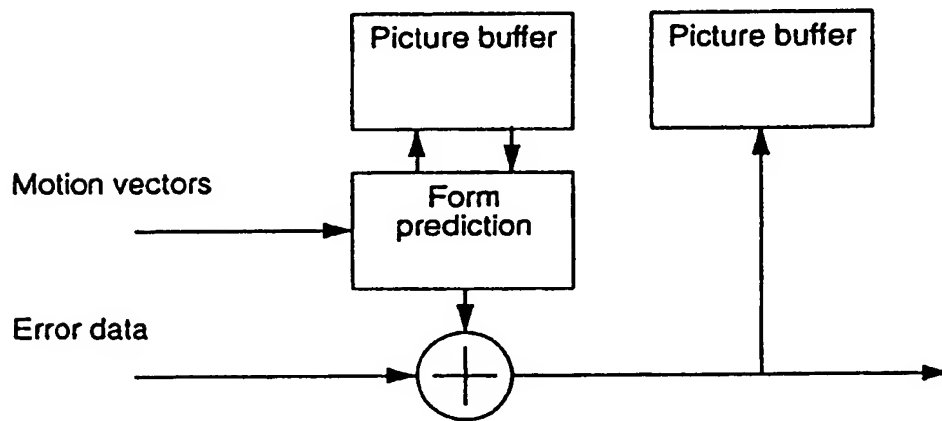 Picture buffer
Picture buffer
Motion vectors
Form
prediction
Error data